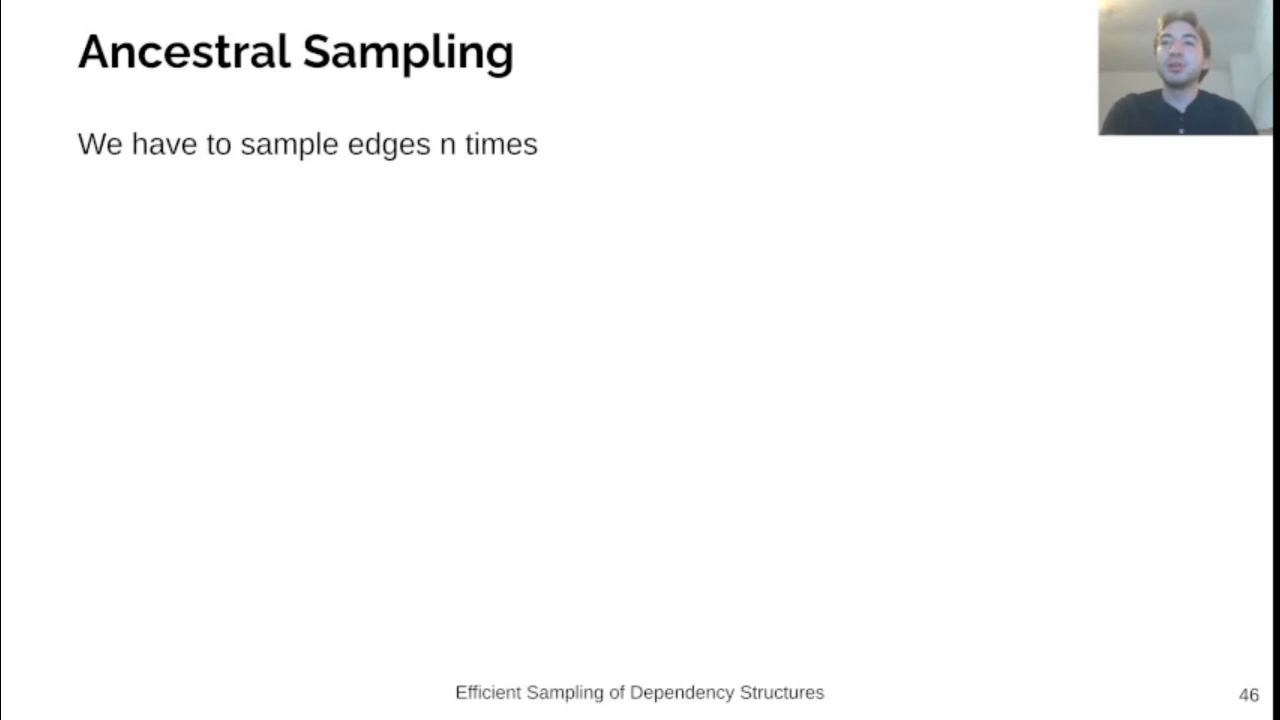 Ancestral Sampling
We have to sample edges n times
Efficient Sampling of Dependency Structures
46